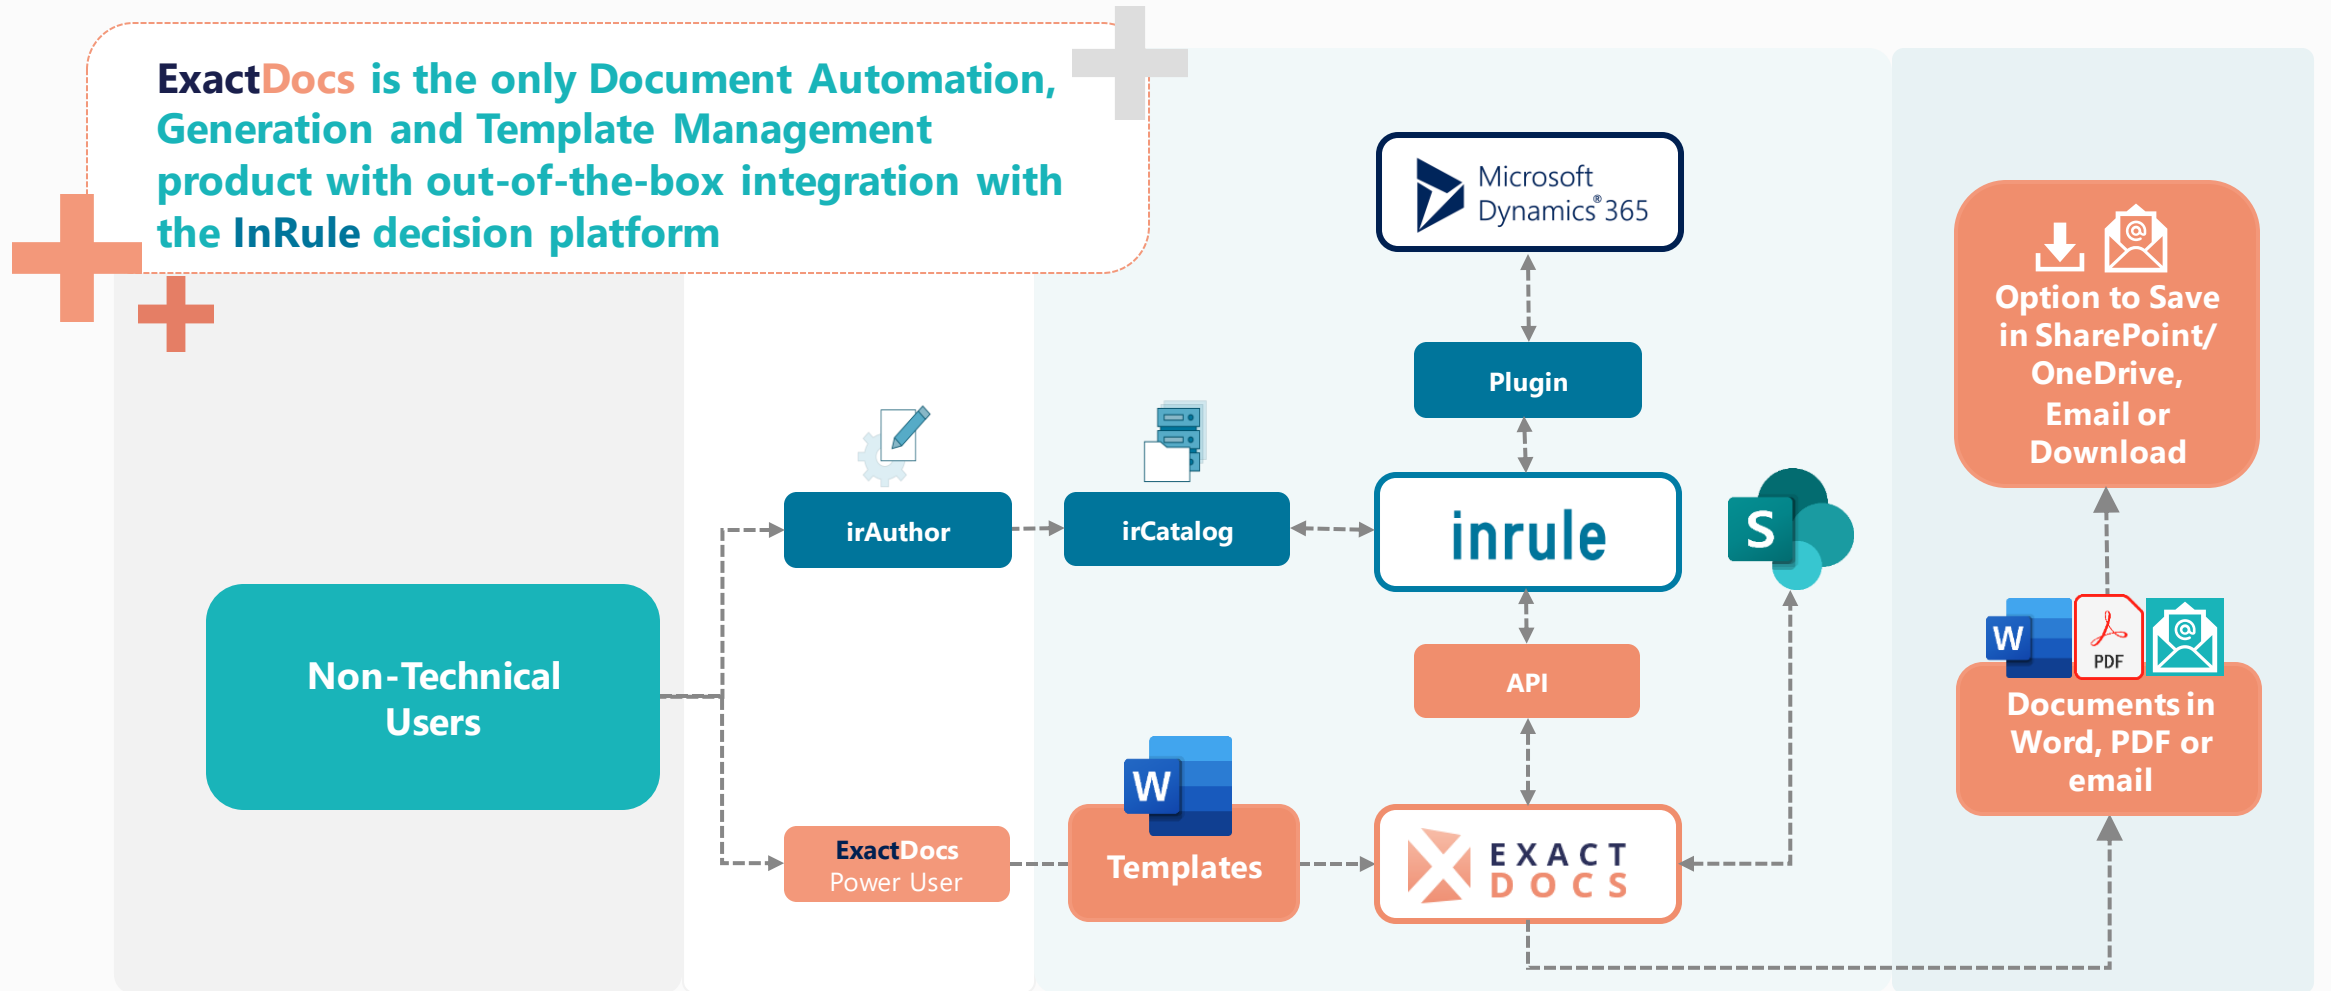 ExactDocs is the only Document Automation,
Generation and Template Management
product with out-of-the-box integration with
the InRule decision platform
Microsoft
Dynamics® 365
Plugin
irAuthor
irCatalog
inrule
S
Non-Technical
Users
API
W
Templates
ExactDocs
Power User
EXACT
DOCS
Option to Save
in SharePoint/
OneDrive,
Email or
Download
W
PDF
@
Documents in
Word, PDF or
email